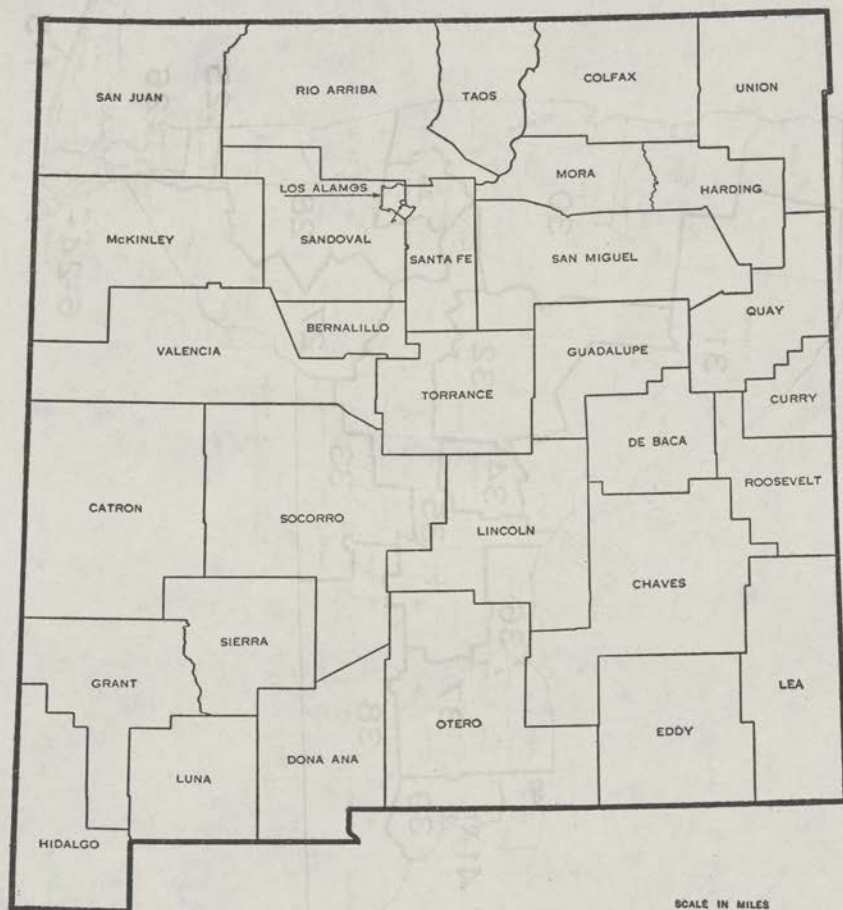 SAN JUAN
RIO ARRIBA
TAOS
COLFAX
UNION
MORA
HARDING
LOS ALAMOS
McKINLEY
SANDOVAL
SANTA FE
SAN MIGUEL
QUAY
BERNALILLO
VALENCIA
GUADALUPE
TORRANCE
CURRY
DE BACA
ROOSEVELT
CATRON
SOCORRO
LINCOLN
CHAVES
SIERRA
GRANT
LEA
OTERO
EDDY
DONA ANA
LUNA
HIDALGO
SCALE IN MILES